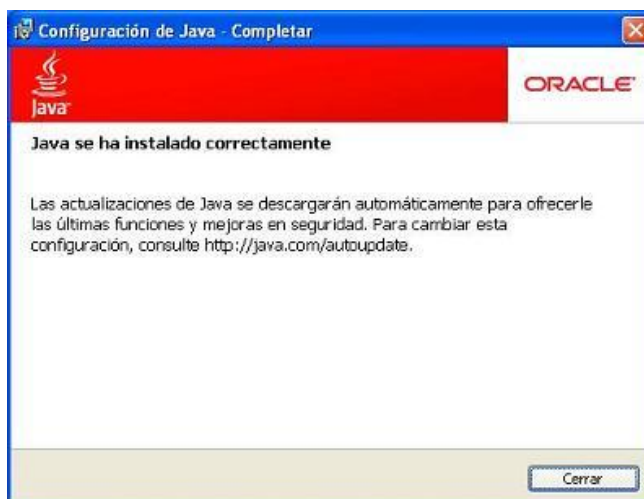 Configuración de Java - Completar
Java
ORACLE
Java se ha instalado correctamente
Las actualizaciones de Java se descargarán automáticamente para ofrecerle
las últimas funciones y mejoras en seguridad. Para cambiar esta
configuración, consulte http://java.com/autoupdate.
Cerrar